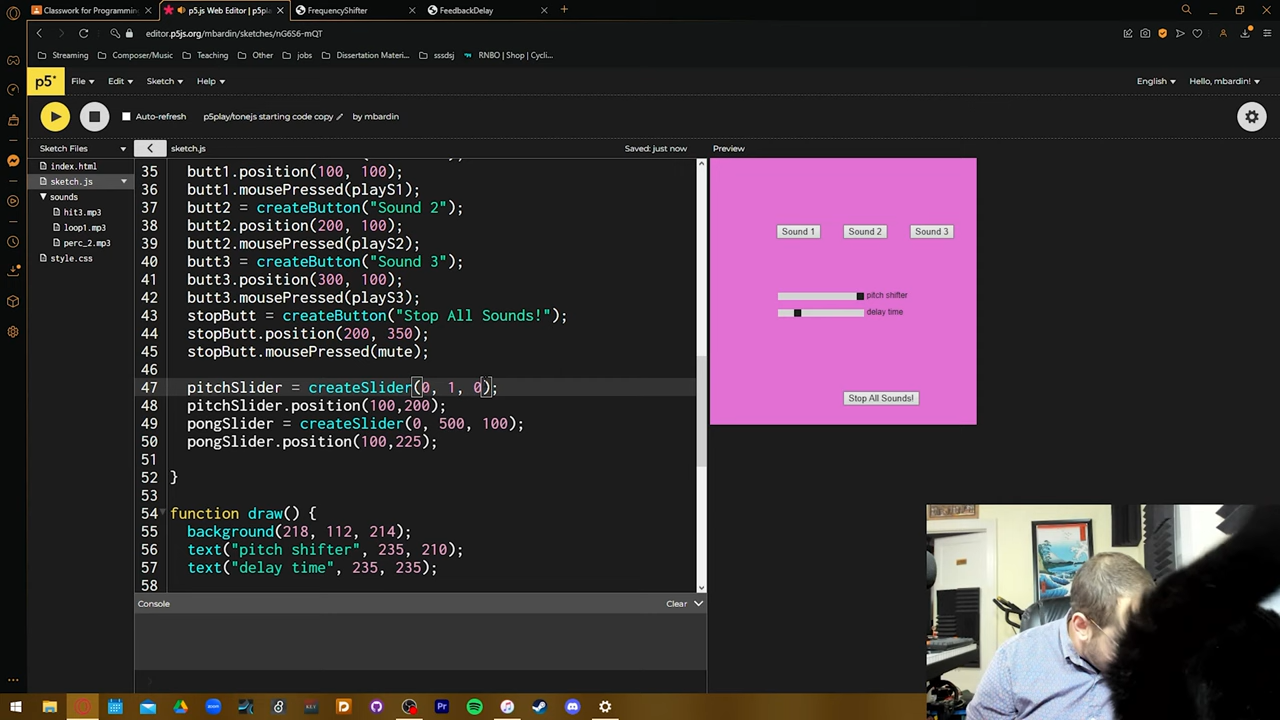 Classwork for Programmin
p5.js Web Editor | p5play
FrequencyShifter
FeedbackDelay
editor.p5js.org/mbardin/sketches/nG6S6-mQT
Streaming
Composer/Music
Teaching
Other
jobs
Dissertation Materi...
sssdsj
RNBO | Shop | Cycli...
p5*
File
Edit
Sketch
Help
English
Hello, mbardin!
Auto-refresh
p5play/tonejs starting code copy
by mbardin
Sketch Files
sketch.js
Saved: just now
Preview
index.html
sketch.js
sounds
hit3.mp3
loop1.mp3
perc_2.mp3
style.css
35 butt1.position(100, 100);
36 butt1.mousePressed(playS1);
37 butt2 = createButton("Sound 2");
38 butt2.position(200, 100);
39 butt2.mousePressed(playS2);
40 butt3 = createButton("Sound 3");
41 butt3.position(300, 100);
42 butt3.mousePressed(playS3);
43 stopButt = createButton("Stop All Sounds!");
44 stopButt.position(200, 350);
45 stopButt.mousePressed(mute);
46
47 pitchSlider = createSlider(0, 1, 0);
48 pitchSlider.position(100,200);
49 pongSlider = createSlider(0, 500, 100);
50 pongSlider.position(100,225);
51
52 }
53
54 function draw() {
55 background(218, 112, 214);
56 text("pitch shifter", 235, 210);
57 text("delay time", 235, 235);
58
Sound 1
Sound 2
Sound 3
pitch shifter
delay time
Stop All Sounds!
Console
Clear